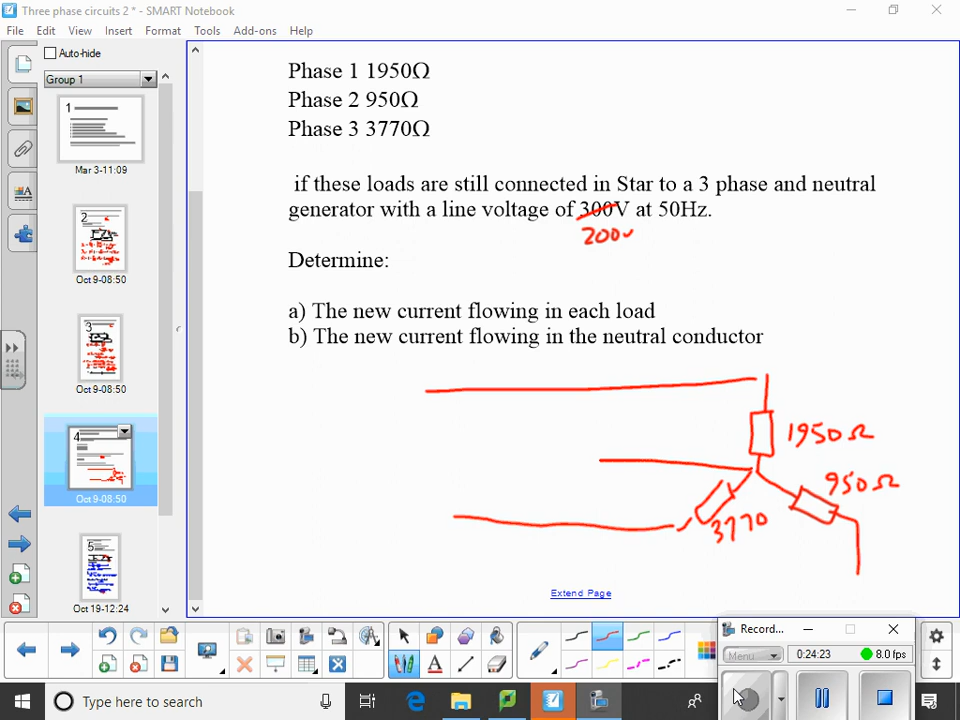 Three phase circuits 2 * - SMART Notebook
File Edit View Insert Format Tools Add-ons Help
Auto-hide
Group 1
Phase 1 1950Ω
Phase 2 950Ω
Phase 3 3770Ω
if these loads are still connected in Star to a 3 phase and neutral
generator with a line voltage of 300V at 50Hz.
200v
Determine:
a) The new current flowing in each load
b) The new current flowing in the neutral conductor
1950Ω
950Ω
3770
Extend Page
1
Mar 3-11:09
2
Oct 9-08:50
3
Oct 9-08:50
4
Oct 9-08:50
5
Oct 19-12:24
Record...
Menu
0:24:23
8.0 fps
A
Type here to search